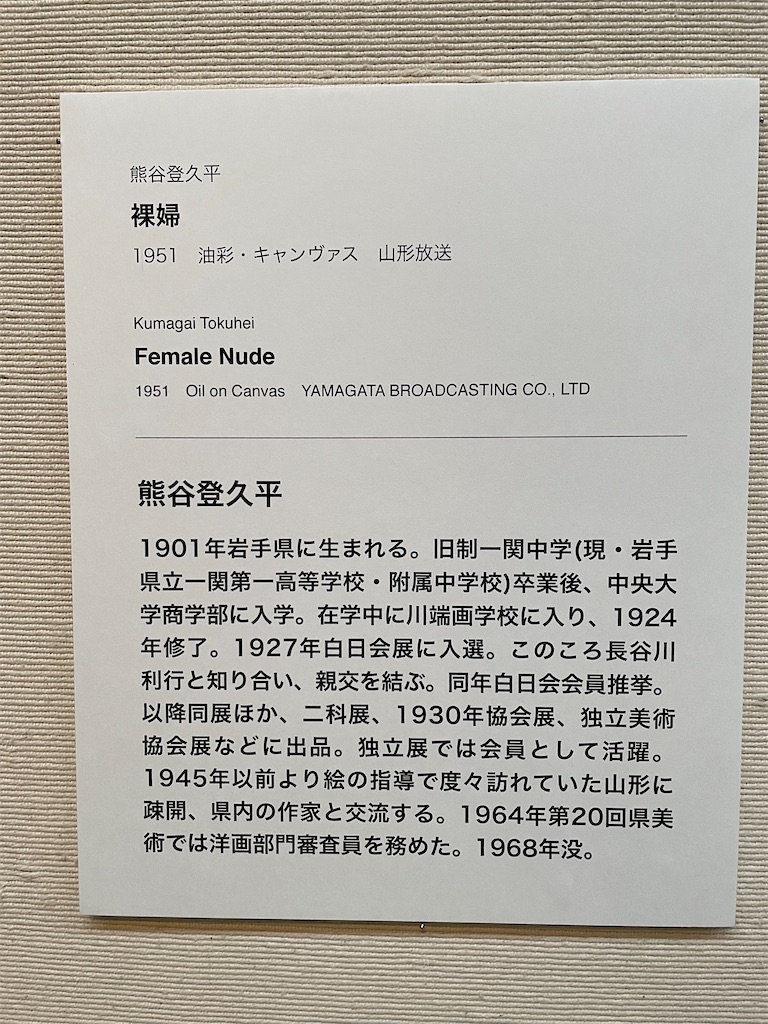 熊谷登久平
裸婦
1951　油彩・キャンヴァス　山形放送
Kumagai Tokuhei
Female Nude
1951　Oil on Canvas　YAMAGATA BROADCASTING CO., LTD
熊谷登久平
1901年岩手県に生まれる。旧制一関中学(現・岩手
県立一関第一高等学校・附属中学校)卒業後、中央大
学商学部に入学。在学中に川端画学校に入り、1924
年修了。1927年白日会展に入選。このころ長谷川
利行と知り合い、親交を結ぶ。同年白日会会員推挙。
以降同展ほか、二科展、1930年協会展、独立美術
協会展などに出品。独立展では会員として活躍。
1945年以前より絵の指導で度々訪れていた山形に
疎開、県内の作家と交流する。1964年第20回県美
術では洋画部門審査員を務めた。1968年没。